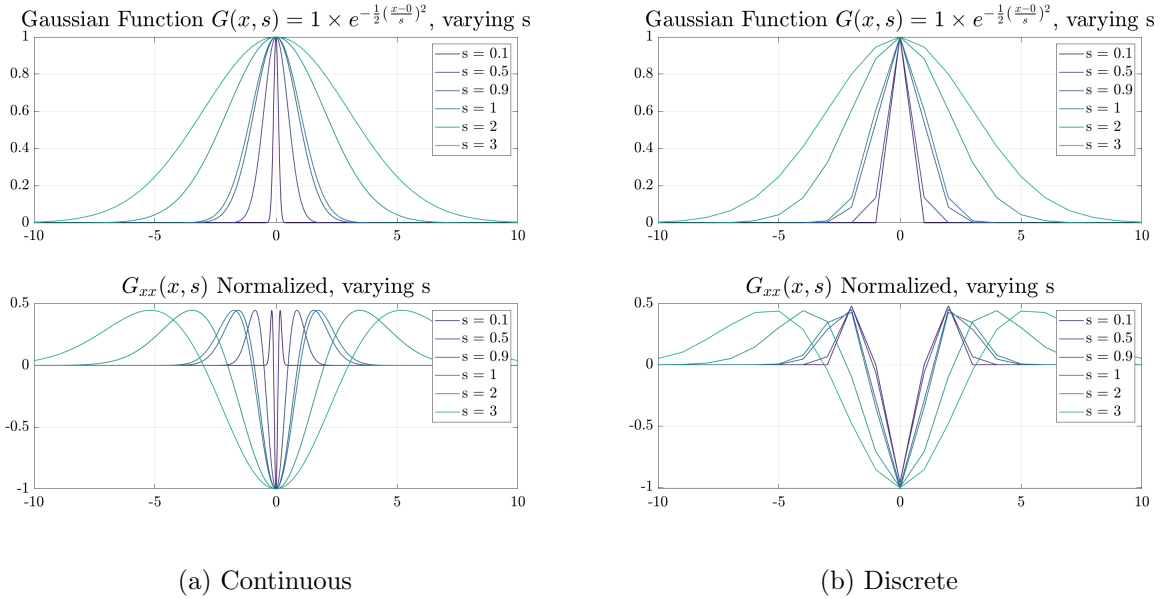 Gaussian Function $G(x, s) = 1 \times e^{-\frac{1}{2}(\frac{x-0}{s})^2}$, varying s
1
0.8
0.6
0.4
0.2
0
-10
-5
0
5
10
s = 0.1
s = 0.5
s = 0.9
s = 1
s = 2
s = 3
Gaussian Function $G(x, s) = 1 \times e^{-\frac{1}{2}(\frac{x-0}{s})^2}$, varying s
1
0.8
0.6
0.4
0.2
0
-10
-5
0
5
10
s = 0.1
s = 0.5
s = 0.9
s = 1
s = 2
s = 3
$G_{xx}(x, s)$ Normalized, varying s
0.5
0
-0.5
-1
-10
-5
0
5
10
s = 0.1
s = 0.5
s = 0.9
s = 1
s = 2
s = 3
$G_{xx}(x, s)$ Normalized, varying s
0.5
0
-0.5
-1
-10
-5
0
5
10
s = 0.1
s = 0.5
s = 0.9
s = 1
s = 2
s = 3
(a) Continuous
(b) Discrete